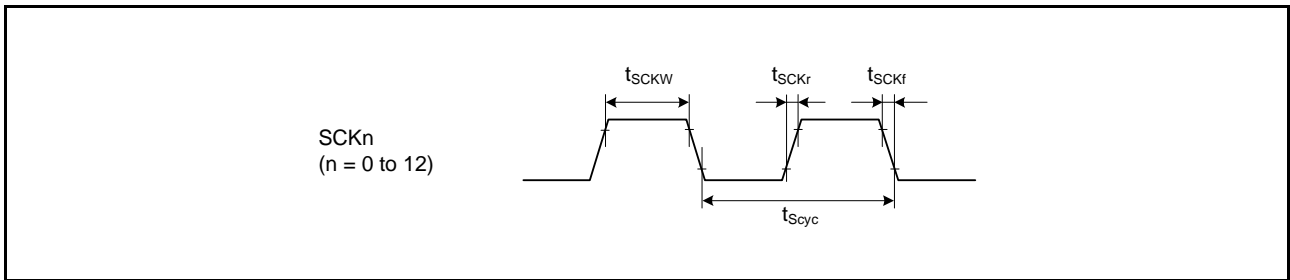 tSCKW
tSCKr
tSCKf
SCKn
(n = 0 to 12)
tScyc